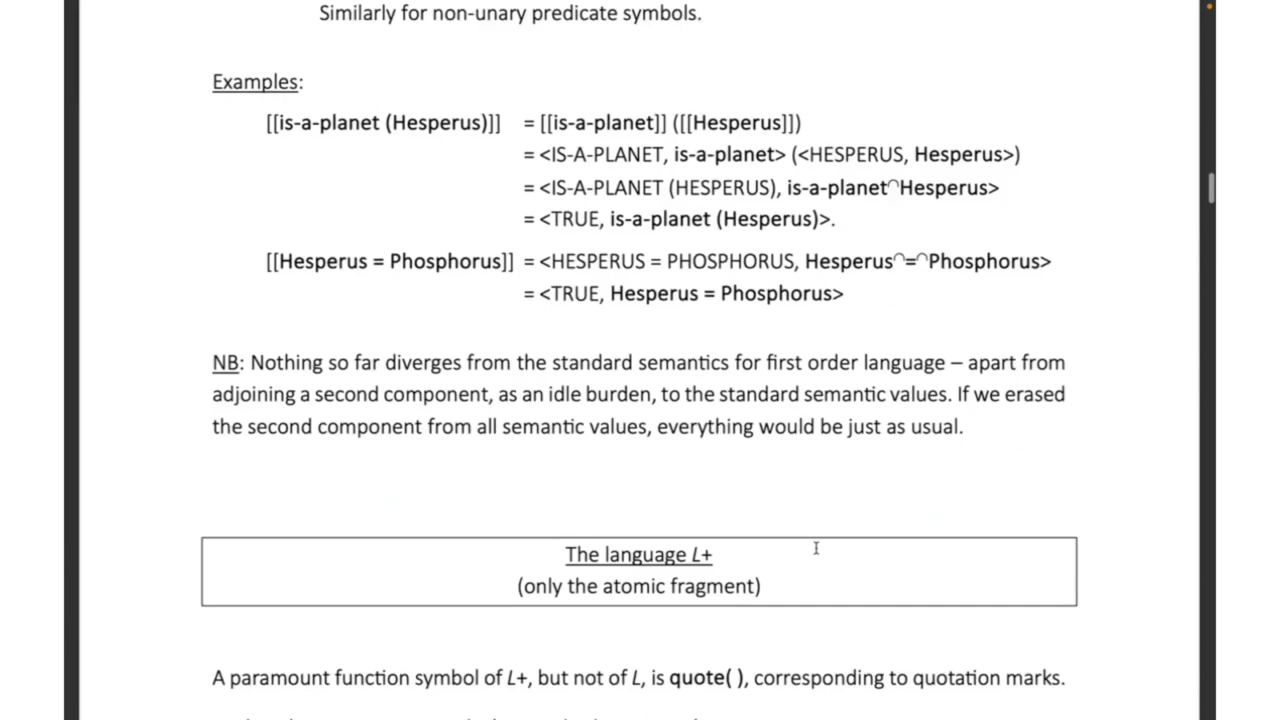 Similarly for non-unary predicate symbols.
Examples:
[[is-a-planet (Hesperus)]] = [[is-a-planet]] ([[Hesperus]])
= <IS-A-PLANET, is-a-planet> (<HESPERUS, Hesperus>)
= <IS-A-PLANET (HESPERUS), is-a-planet⁀Hesperus>
= <TRUE, is-a-planet (Hesperus)>.
[[Hesperus = Phosphorus]] = <HESPERUS = PHOSPHORUS, Hesperus⁀=⁀Phosphorus>
= <TRUE, Hesperus = Phosphorus>
NB: Nothing so far diverges from the standard semantics for first order language – apart from
adjoining a second component, as an idle burden, to the standard semantic values. If we erased
the second component from all semantic values, everything would be just as usual.
The language L+
(only the atomic fragment)
A paramount function symbol of L+, but not of L, is quote( ), corresponding to quotation marks.